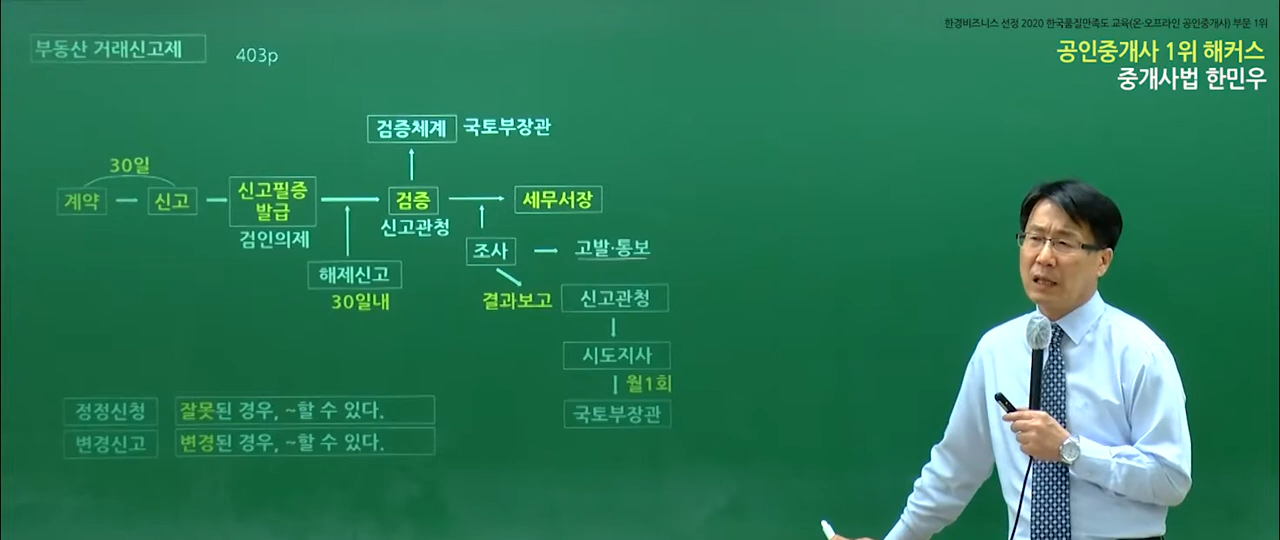 한경비즈니스 선정 2020 한국품질만족도 교육(온·오프라인 공인중개사) 부문 1위
공인중개사 1위 해커스
중개사법 한민우
부동산 거래신고제
403p
검증체계 국토부장관
30일
계약
신고
신고필증
발급
검증
세무서장
검인의제
신고관청
조사
고발·통보
해제신고
30일내
결과보고
신고관청
시도지사
월1회
국토부장관
정정신청
잘못된 경우, ~할 수 있다.
변경신고
변경된 경우, ~할 수 있다.